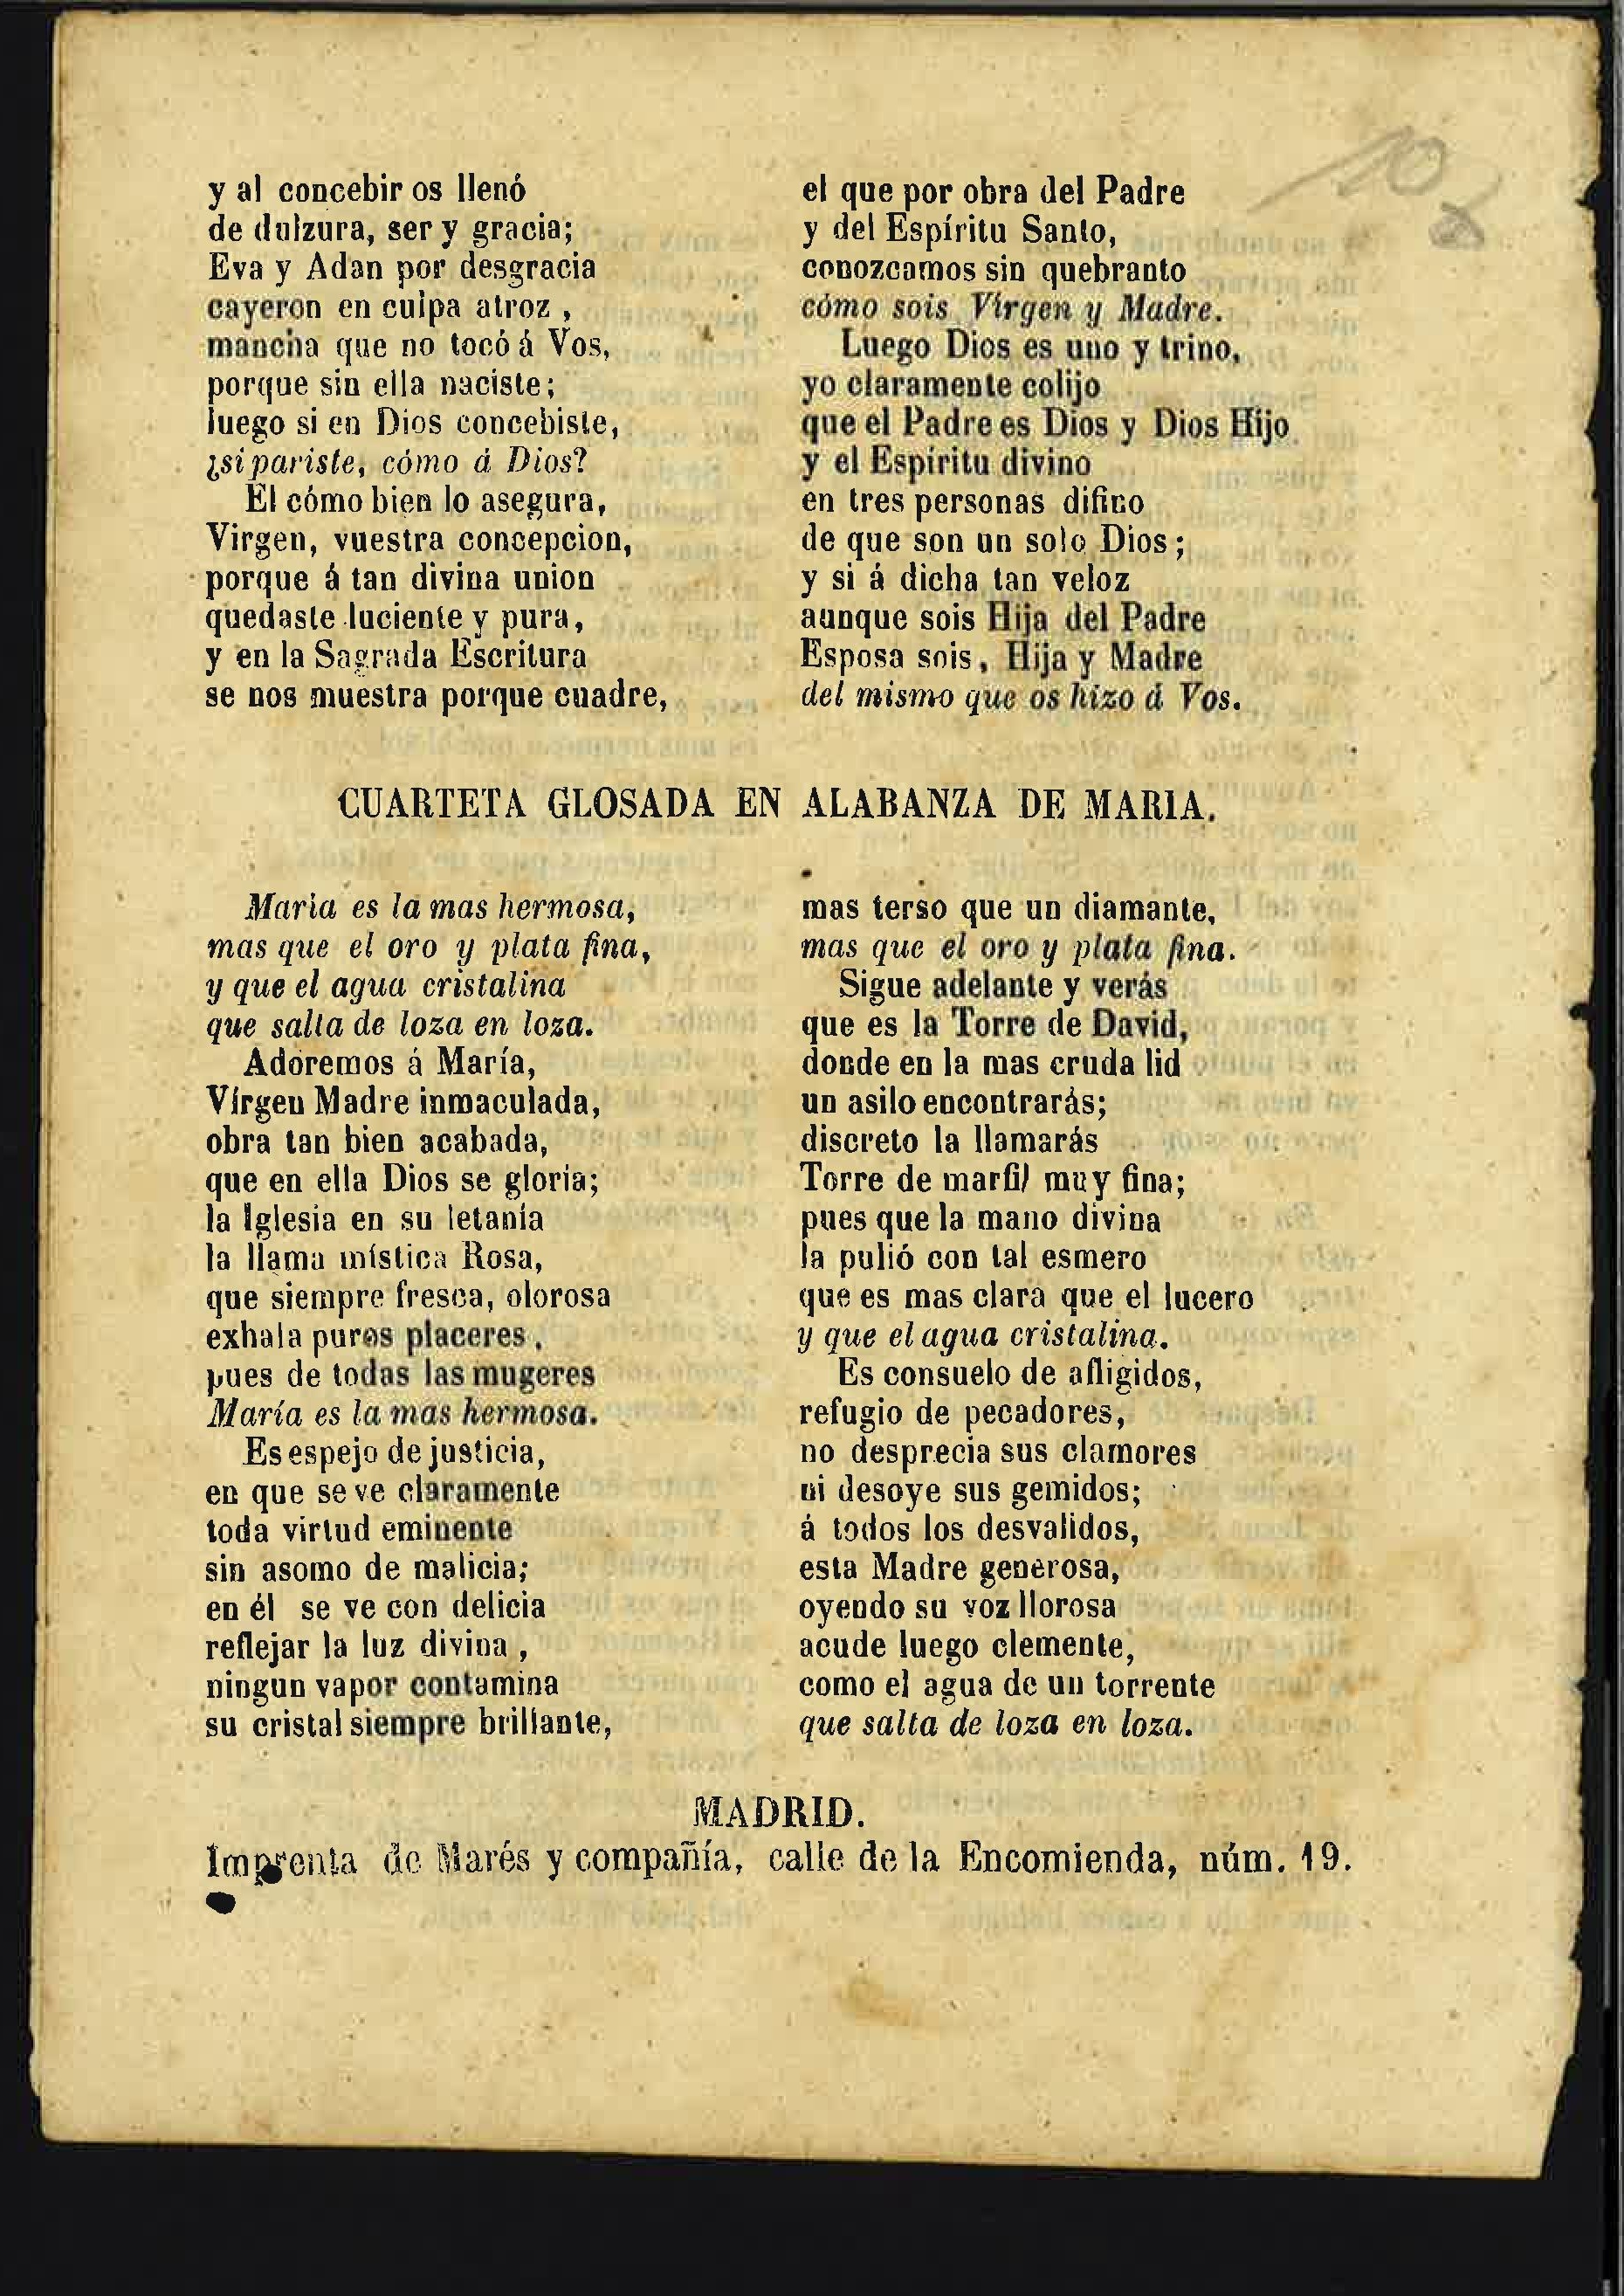 y al concebir os llenó
de dulzura, ser y gracia;
Eva y Adan por desgracia
cayeron en culpa atroz,
mancha que no tocó á Vos,
porque sin ella naciste;
luego si en Dios concebiste,
¿si pariste, cómo á Dios?
El cómo bien lo asegura,
Virgen, vuestra concepcion,
porque á tan divina union
quedaste luciente y pura,
y en la Sagrada Escritura
se nos muestra porque cuadre,
el que por obra del Padre
y del Espíritu Santo,
conozcamos sin quebranto
cómo sois Vírgen y Madre.
Luego Dios es uno y trino,
yo claramente colijo
que el Padre es Dios y Dios Hijo
y el Espíritu divino
en tres personas difino
de que son un solo Dios;
y si á dicha tan veloz
aunque sois Hija del Padre
Esposa sois, Hija y Madre
del mismo que os hizo á Vos.
CUARTETA GLOSADA EN ALABANZA DE MARIA.
Maria es la mas hermosa,
mas que el oro y plata fina,
y que el agua cristalina
que salta de loza en loza.
Adoremos á María,
Vírgen Madre inmaculada,
obra tan bien acabada,
que en ella Dios se gloria;
la Iglesia en su letanía
la llama mística Rosa,
que siempre fresca, olorosa
exhala puros placeres,
pues de todas las mugeres
María es la mas hermosa.
Es espejo de justicia,
en que se ve claramente
toda virtud eminente
sin asomo de malicia;
en él se ve con delicia
reflejar la luz divina,
ningun vapor contamina
su cristal siempre brillante,
mas terso que un diamante,
mas que el oro y plata fina.
Sigue adelante y verás
que es la Torre de David,
donde en la mas cruda lid
un asilo encontrarás;
discreto la llamarás
Torre de marfil muy fina;
pues que la mano divina
la pulió con tal esmero
que es mas clara que el lucero
y que el agua cristalina.
Es consuelo de afligidos,
refugio de pecadores,
no desprecia sus clamores
ni desoye sus gemidos;
á todos los desvalidos,
esta Madre generosa,
oyendo su voz llorosa
acude luego clemente,
como el agua de un torrente
que salta de loza en loza.
MADRID.
Imprenta de Marés y compañía, calle de la Encomienda, núm. 19.